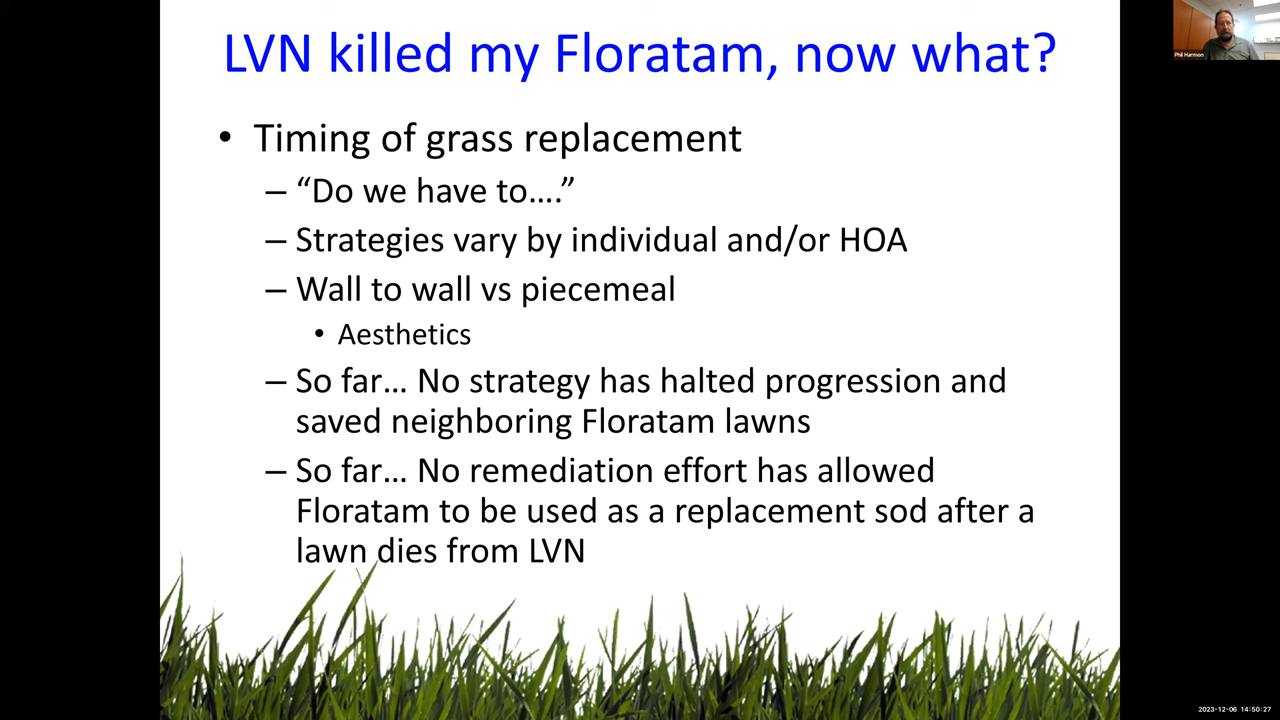 LVN killed my Floratam, now what?
• Timing of grass replacement
– “Do we have to….”
– Strategies vary by individual and/or HOA
– Wall to wall vs piecemeal
• Aesthetics
– So far… No strategy has halted progression and
saved neighboring Floratam lawns
– So far… No remediation effort has allowed
Floratam to be used as a replacement sod after a
lawn dies from LVN
Phil Harmon
2023-12-06 14:50:27